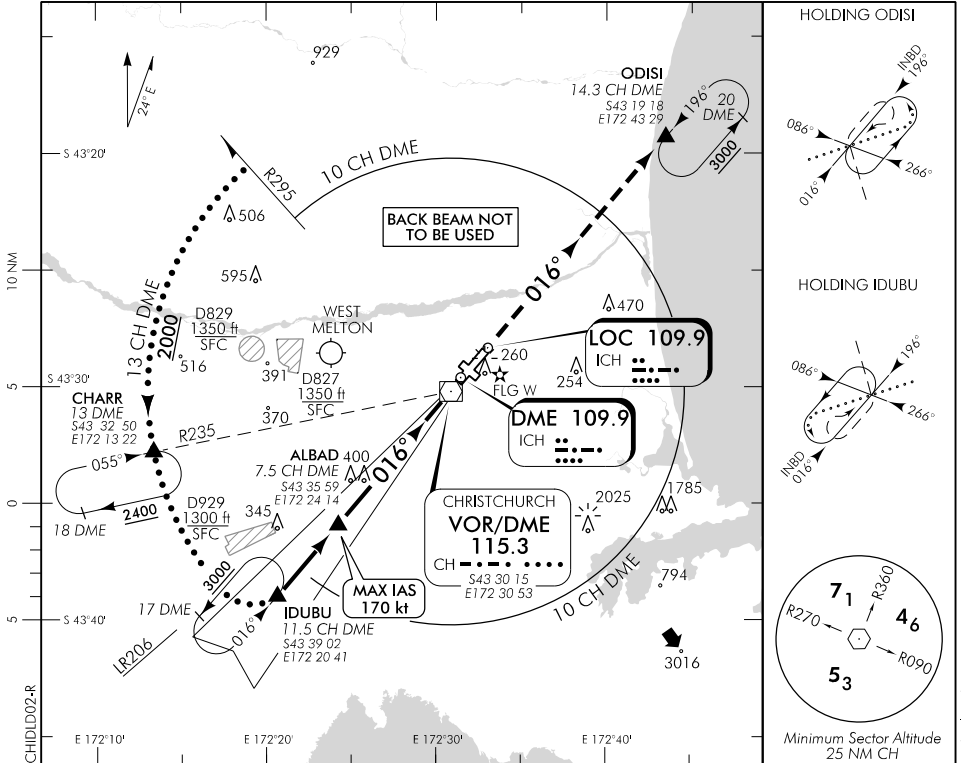 929
24° E
ODISI
14.3 CH DME
S43 19 18
E172 43 29
196°
20
DME
3000
S 43°20'
R295
10 CH DME
506
BACK BEAM NOT
TO BE USED
595
016°
10 NM
13 CH DME
2000
D829
1350 ft
SFC
WEST
MELTON
470
LOC 109.9
ICH
516
391
D827
1350 ft
SFC
260
254
FLG W
5
S 43°30'
CHARR
13 DME
S43 32 50
E172 13 22
370
R235
DME 109.9
ICH
055°
ALBAD
7.5 CH DME
S43 35 59
E172 24 14
400
016°
2400
18 DME
0
D929
1300 ft
SFC
345
CHRISTCHURCH
VOR/DME
115.3
CH
S43 30 15
E172 30 53
2025
1785
3000
17 DME
MAX IAS
170 kt
10 CH DME
794
016°
IDUBU
11.5 CH DME
S43 39 02
E172 20 41
5
S 43°40'
LR206
3016
CHIDLD02-R
E 172°10'
E 172°20'
E 172°30'
E 172°40'
HOLDING ODISI
INBD
196°
086°
266°
016°
HOLDING IDUBU
196°
086°
266°
INBD
016°
71
R360
46
R270
R090
53
Minimum Sector Altitude
25 NM CH